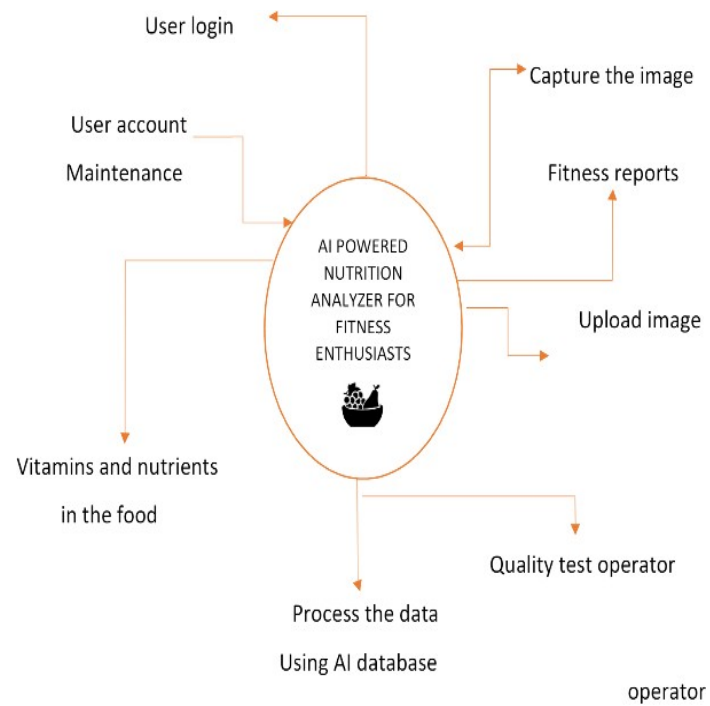 User login
Capture the image
User account
Maintenance
Fitness reports
AI POWERED
NUTRITION
ANALYZER FOR
FITNESS
ENTHUSIASTS
Upload image
Vitamins and nutrients
in the food
Quality test operator
Process the data
Using AI database
operator